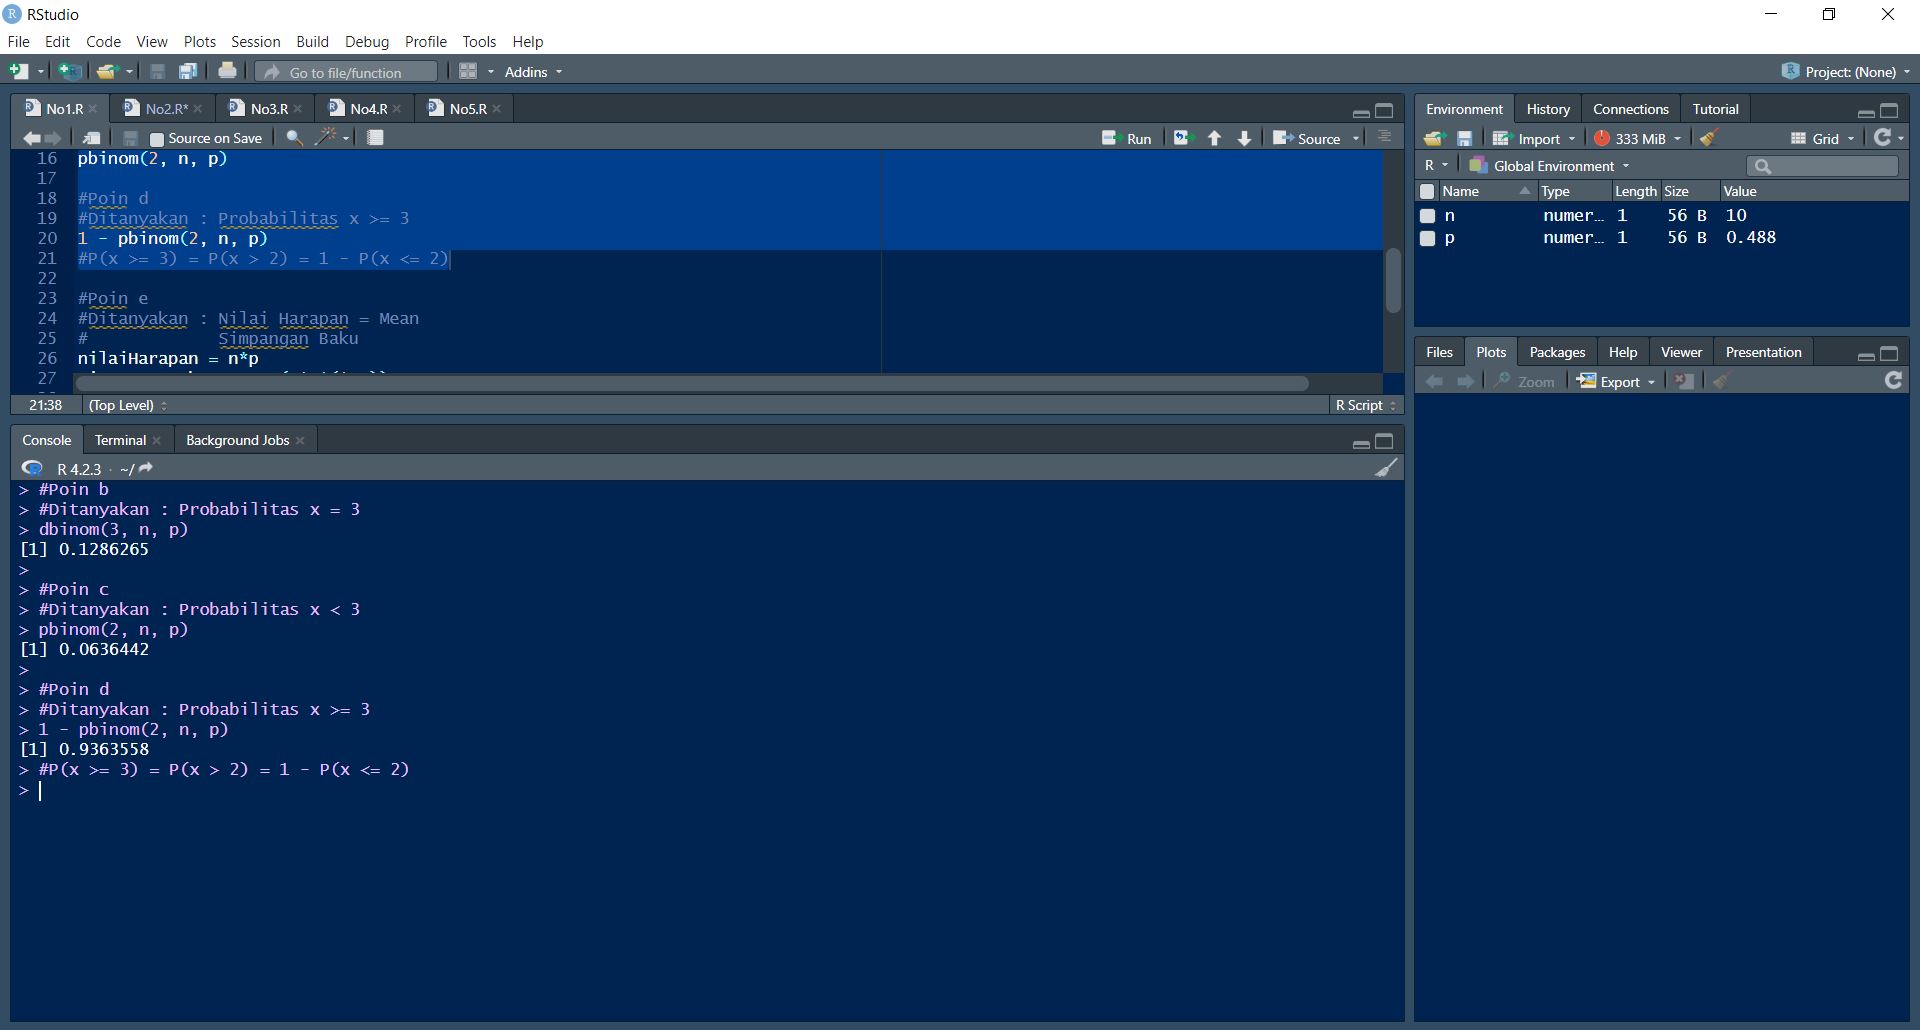 RStudio
File Edit Code View Plots Session Build Debug Profile Tools Help
Go to file/function Addins Project: (None)
No1.R No2.R* No3.R No4.R No5.R
Source on Save Run Source
16 pbinom(2, n, p)
17
18 #Poin d
19 #Ditanyakan : Probabilitas x >= 3
20 1 - pbinom(2, n, p)
21 #P(x >= 3) = P(x > 2) = 1 - P(x <= 2)
22
23 #Poin e
24 #Ditanyakan : Nilai Harapan = Mean
25 # Simpangan Baku
26 nilaiHarapan = n*p
27
21:38 (Top Level) R Script
Console Terminal Background Jobs
R 4.2.3 · ~/
> #Poin b
> #Ditanyakan : Probabilitas x = 3
> dbinom(3, n, p)
[1] 0.1286265
>
> #Poin c
> #Ditanyakan : Probabilitas x < 3
> pbinom(2, n, p)
[1] 0.0636442
>
> #Poin d
> #Ditanyakan : Probabilitas x >= 3
> 1 - pbinom(2, n, p)
[1] 0.9363558
> #P(x >= 3) = P(x > 2) = 1 - P(x <= 2)
>
Environment History Connections Tutorial
Import 333 MiB Grid
R Global Environment
Name Type Length Size Value
n numer... 1 56 B 10
p numer... 1 56 B 0.488
Files Plots Packages Help Viewer Presentation
Zoom Export